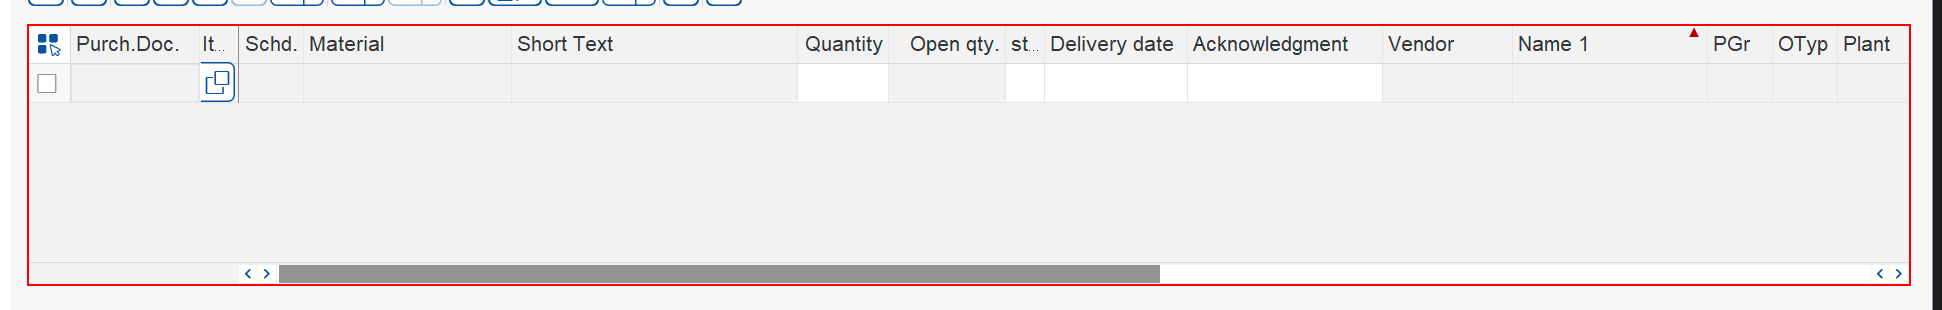 Purch.Doc. It... Schd. Material Short Text Quantity Open qty. st... Delivery date Acknowledgment Vendor Name 1 PGr OTyp Plant